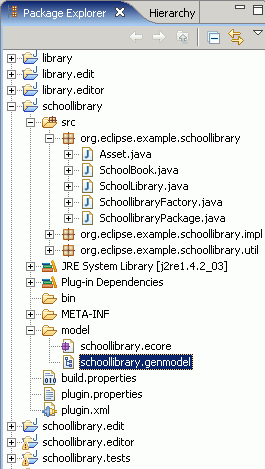 Package Explorer Hierarchy
library
library.edit
library.editor
schoollibrary
src
org.eclipse.example.schoollibrary
Asset.java
SchoolBook.java
SchoolLibrary.java
SchoollibraryFactory.java
SchoollibraryPackage.java
org.eclipse.example.schoollibrary.impl
org.eclipse.example.schoollibrary.util
JRE System Library [j2re1.4.2_03]
Plug-in Dependencies
bin
META-INF
model
schoollibrary.ecore
schoollibrary.genmodel
build.properties
plugin.properties
plugin.xml
schoollibrary.edit
schoollibrary.editor
schoollibrary.tests